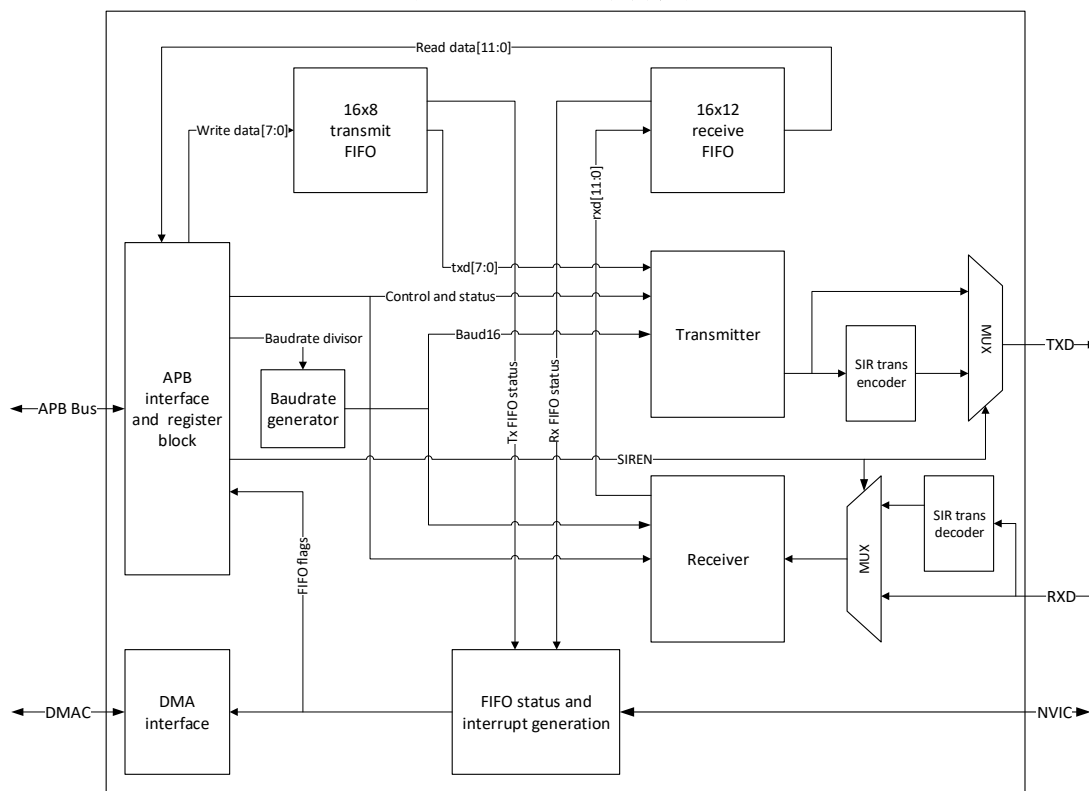 Read data[11:0]
16x8
transmit
FIFO
16x12
receive
FIFO
Write data[7:0]
rxd[11:0]
txd[7:0]
Control and status
Baudrate divisor
Baud16
Transmitter
MUX
TXD
SIR trans
encoder
APB
interface
and register
block
Baudrate
generator
APB Bus
Tx FIFO status
Rx FIFO status
SIREN
SIR trans
decoder
MUX
Receiver
RXD
FIFO flags
DMAC
DMA
interface
FIFO status and
interrupt generation
NVIC